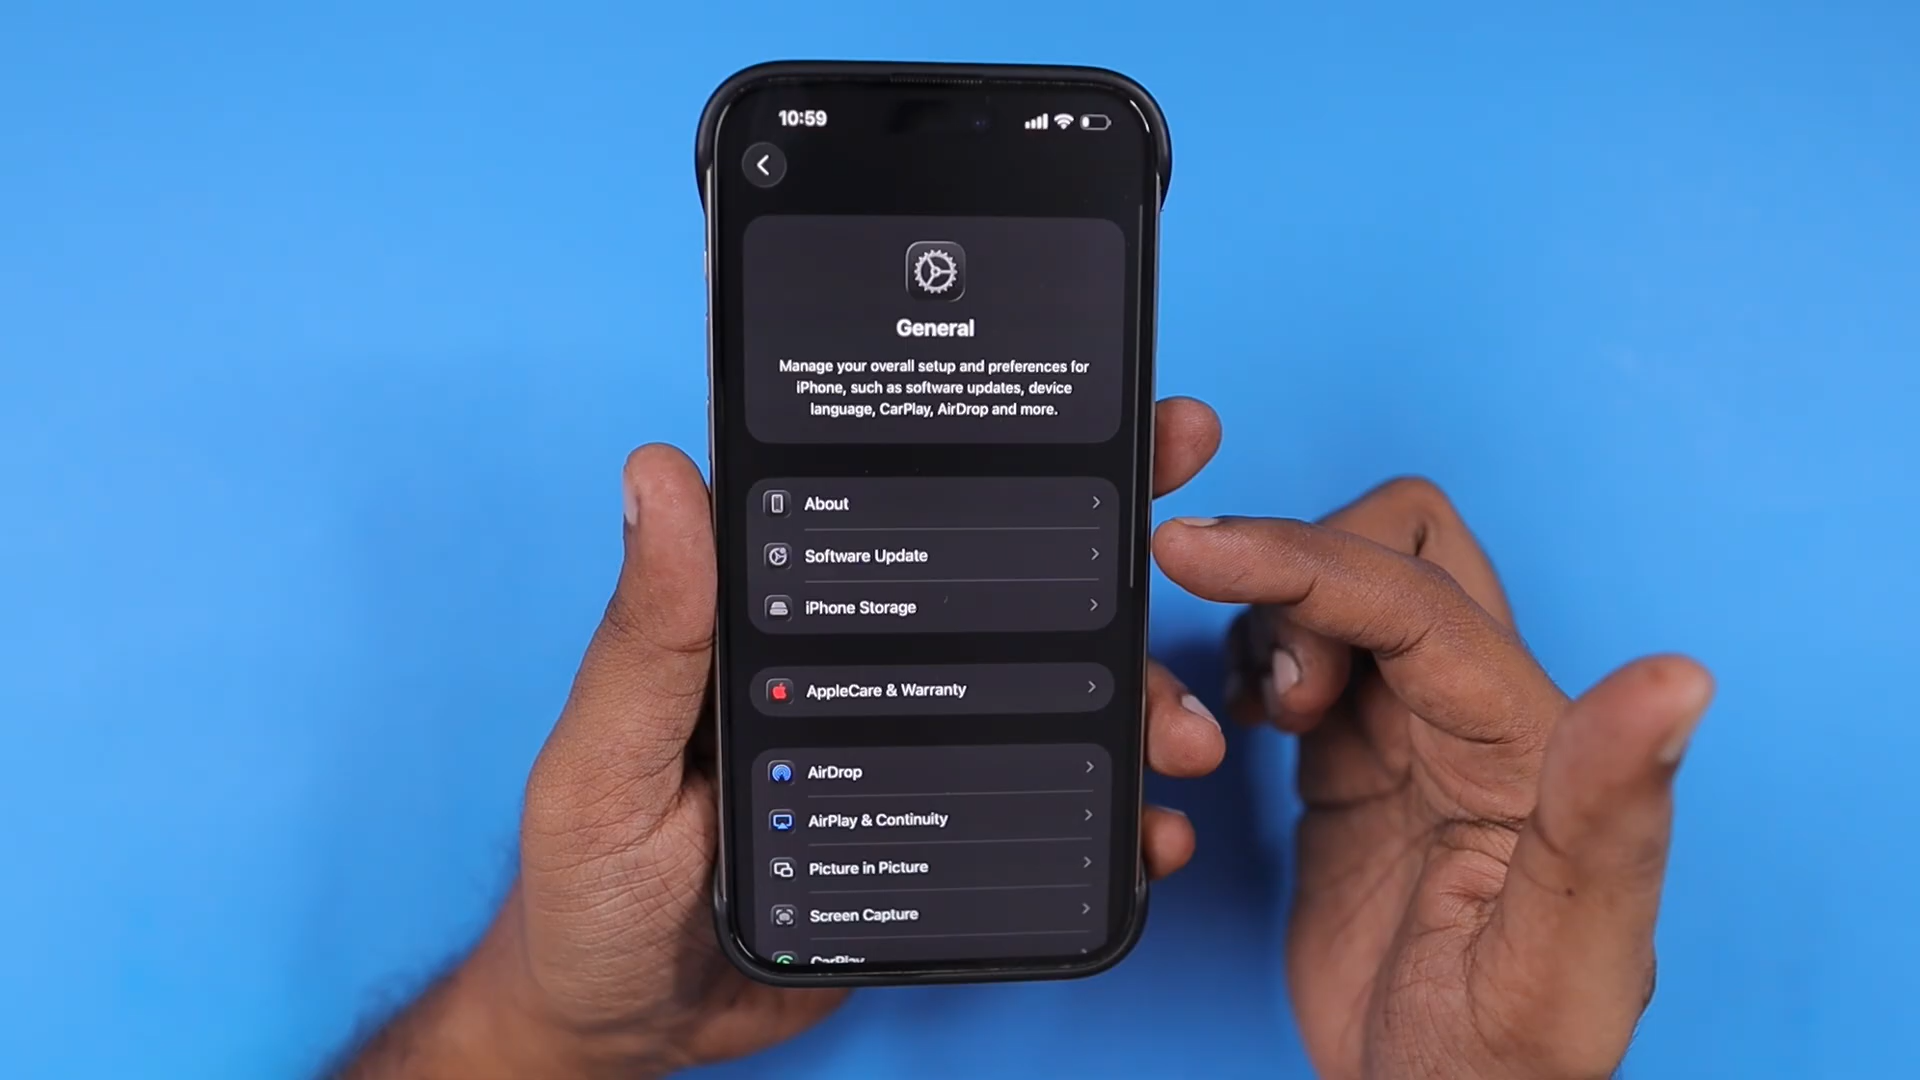 10:59
General
Manage your overall setup and preferences for
iPhone, such as software updates, device
language, CarPlay, AirDrop and more.
About
Software Update
iPhone Storage
AppleCare & Warranty
AirDrop
AirPlay & Continuity
Picture in Picture
Screen Capture
CarPlay